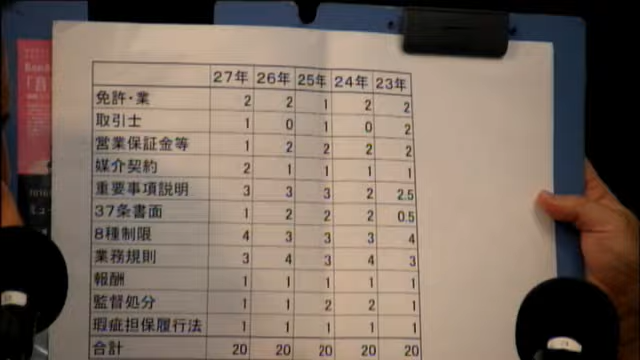 27年 26年 25年 24年 23年
免許・業 2 2 1 2 2
取引士 1 0 1 0 2
営業保証金等 1 2 2 2 2
媒介契約 2 1 1 1 1
重要事項説明 3 3 3 2 2.5
37条書面 1 2 2 2 0.5
8種制限 4 3 3 3 4
業務規則 3 4 3 4 3
報酬 1 1 1 1 1
監督処分 1 1 2 2 1
瑕疵担保履行法 1 1 1 1 1
合計 20 20 20 20 20